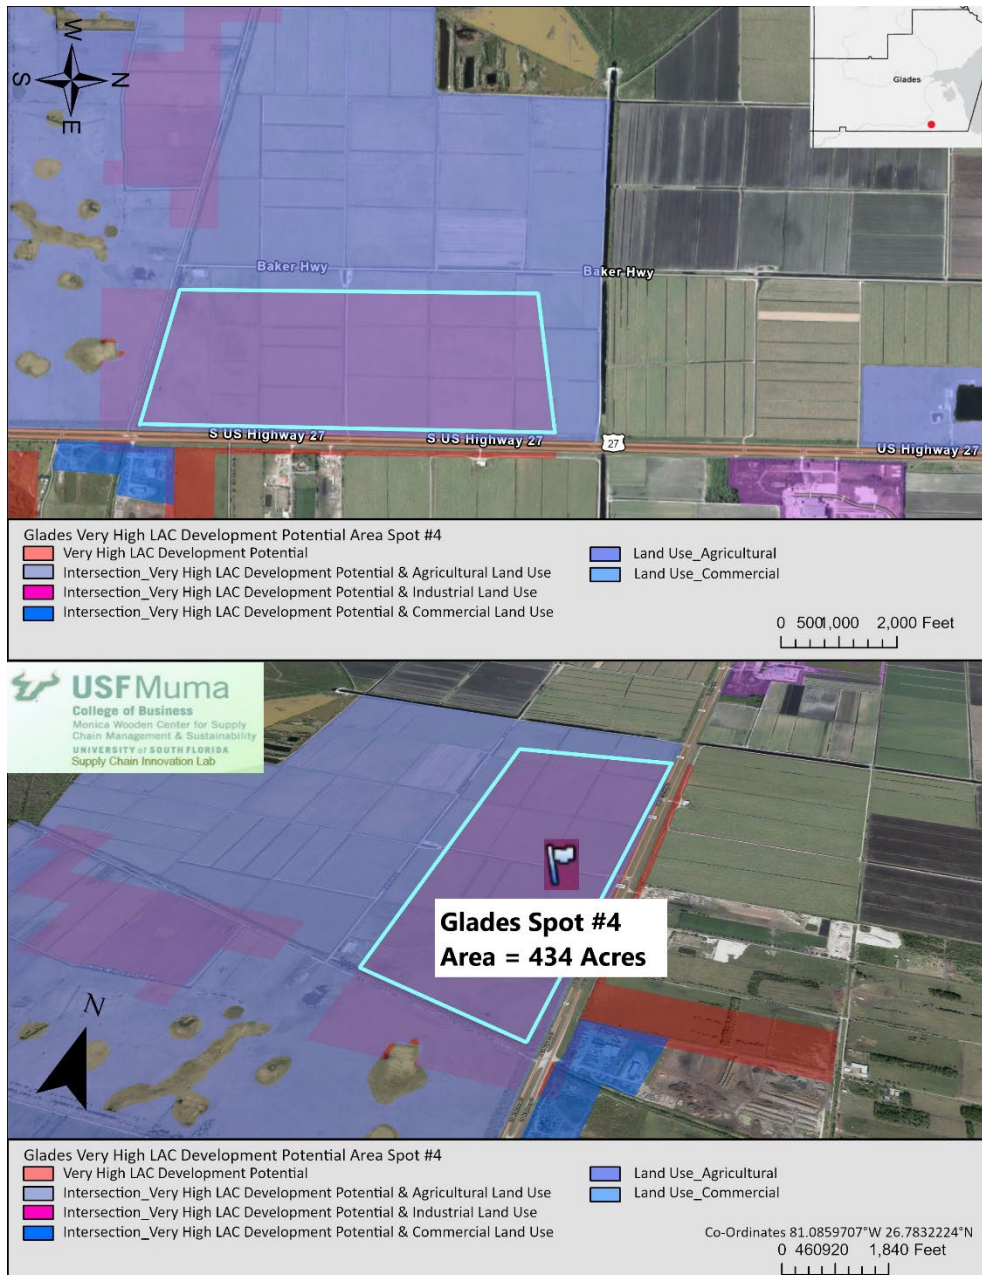 W
S
N
E
Glades
Baker Hwy
Baker Hwy
S US Highway 27
S US Highway 27
27
US Highway 27
Glades Very High LAC Development Potential Area Spot #4
Very High LAC Development Potential
Intersection_Very High LAC Development Potential & Agricultural Land Use
Intersection_Very High LAC Development Potential & Industrial Land Use
Intersection_Very High LAC Development Potential & Commercial Land Use
Land Use_Agricultural
Land Use_Commercial
0 5001,000 2,000 Feet
USF Muma
College of Business
Monica Wooden Center for Supply
Chain Management & Sustainability
UNIVERSITY of SOUTH FLORIDA
Supply Chain Innovation Lab
Glades Spot #4
Area = 434 Acres
N
Glades Very High LAC Development Potential Area Spot #4
Very High LAC Development Potential
Intersection_Very High LAC Development Potential & Agricultural Land Use
Intersection_Very High LAC Development Potential & Industrial Land Use
Intersection_Very High LAC Development Potential & Commercial Land Use
Land Use_Agricultural
Land Use_Commercial
Co-Ordinates 81.0859707°W 26.7832224°N
0 460920 1,840 Feet